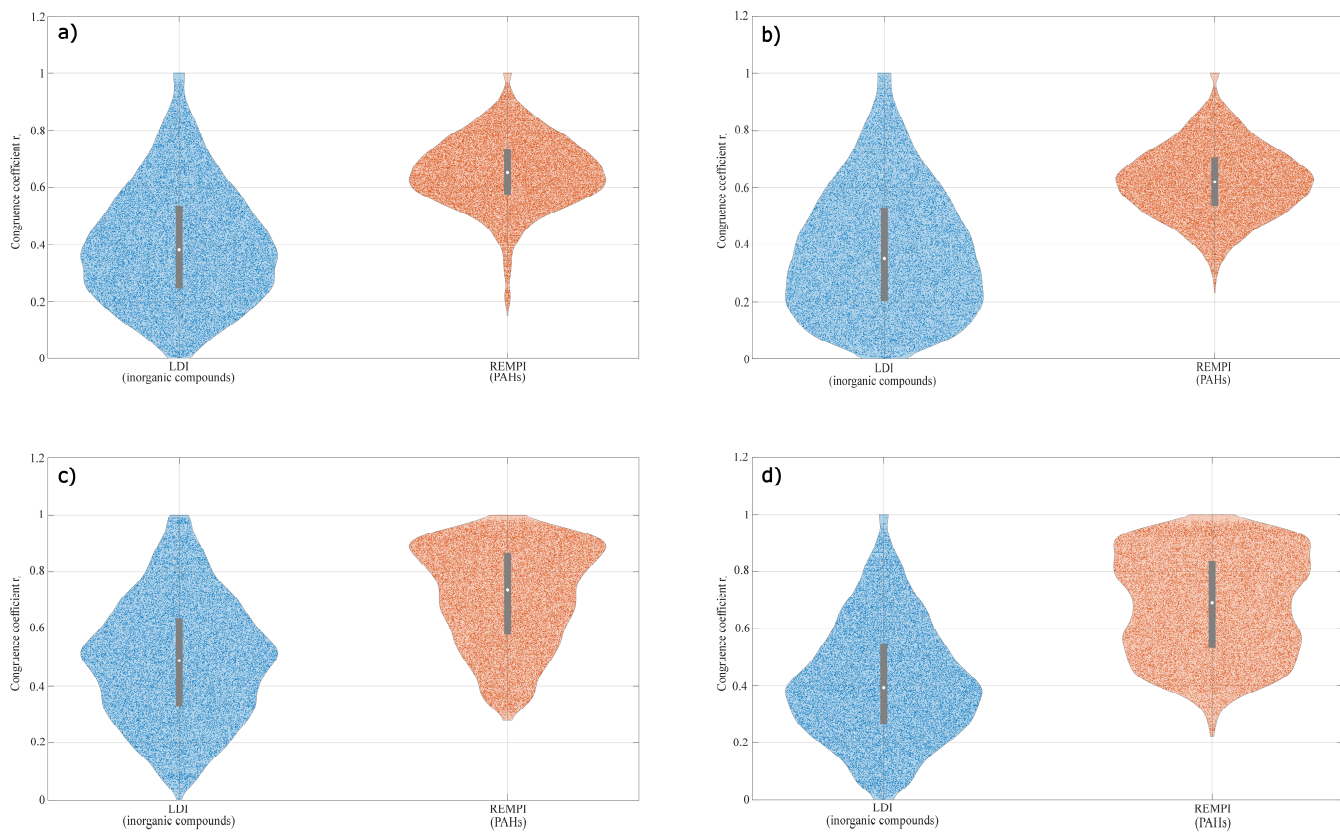 a)
1.2
1
0.8
0.6
0.4
0.2
0
Congruence coefficient r
LDI
(inorganic compounds)
REMPI
(PAHs)
b)
1.2
1
0.8
0.6
0.4
0.2
0
Congruence coefficient r
LDI
(inorganic compounds)
REMPI
(PAHs)
c)
1.2
1
0.8
0.6
0.4
0.2
0
Congruence coefficient r
LDI
(inorganic compounds)
REMPI
(PAHs)
d)
1.2
1
0.8
0.6
0.4
0.2
0
Congruence coefficient r
LDI
(inorganic compounds)
REMPI
(PAHs)